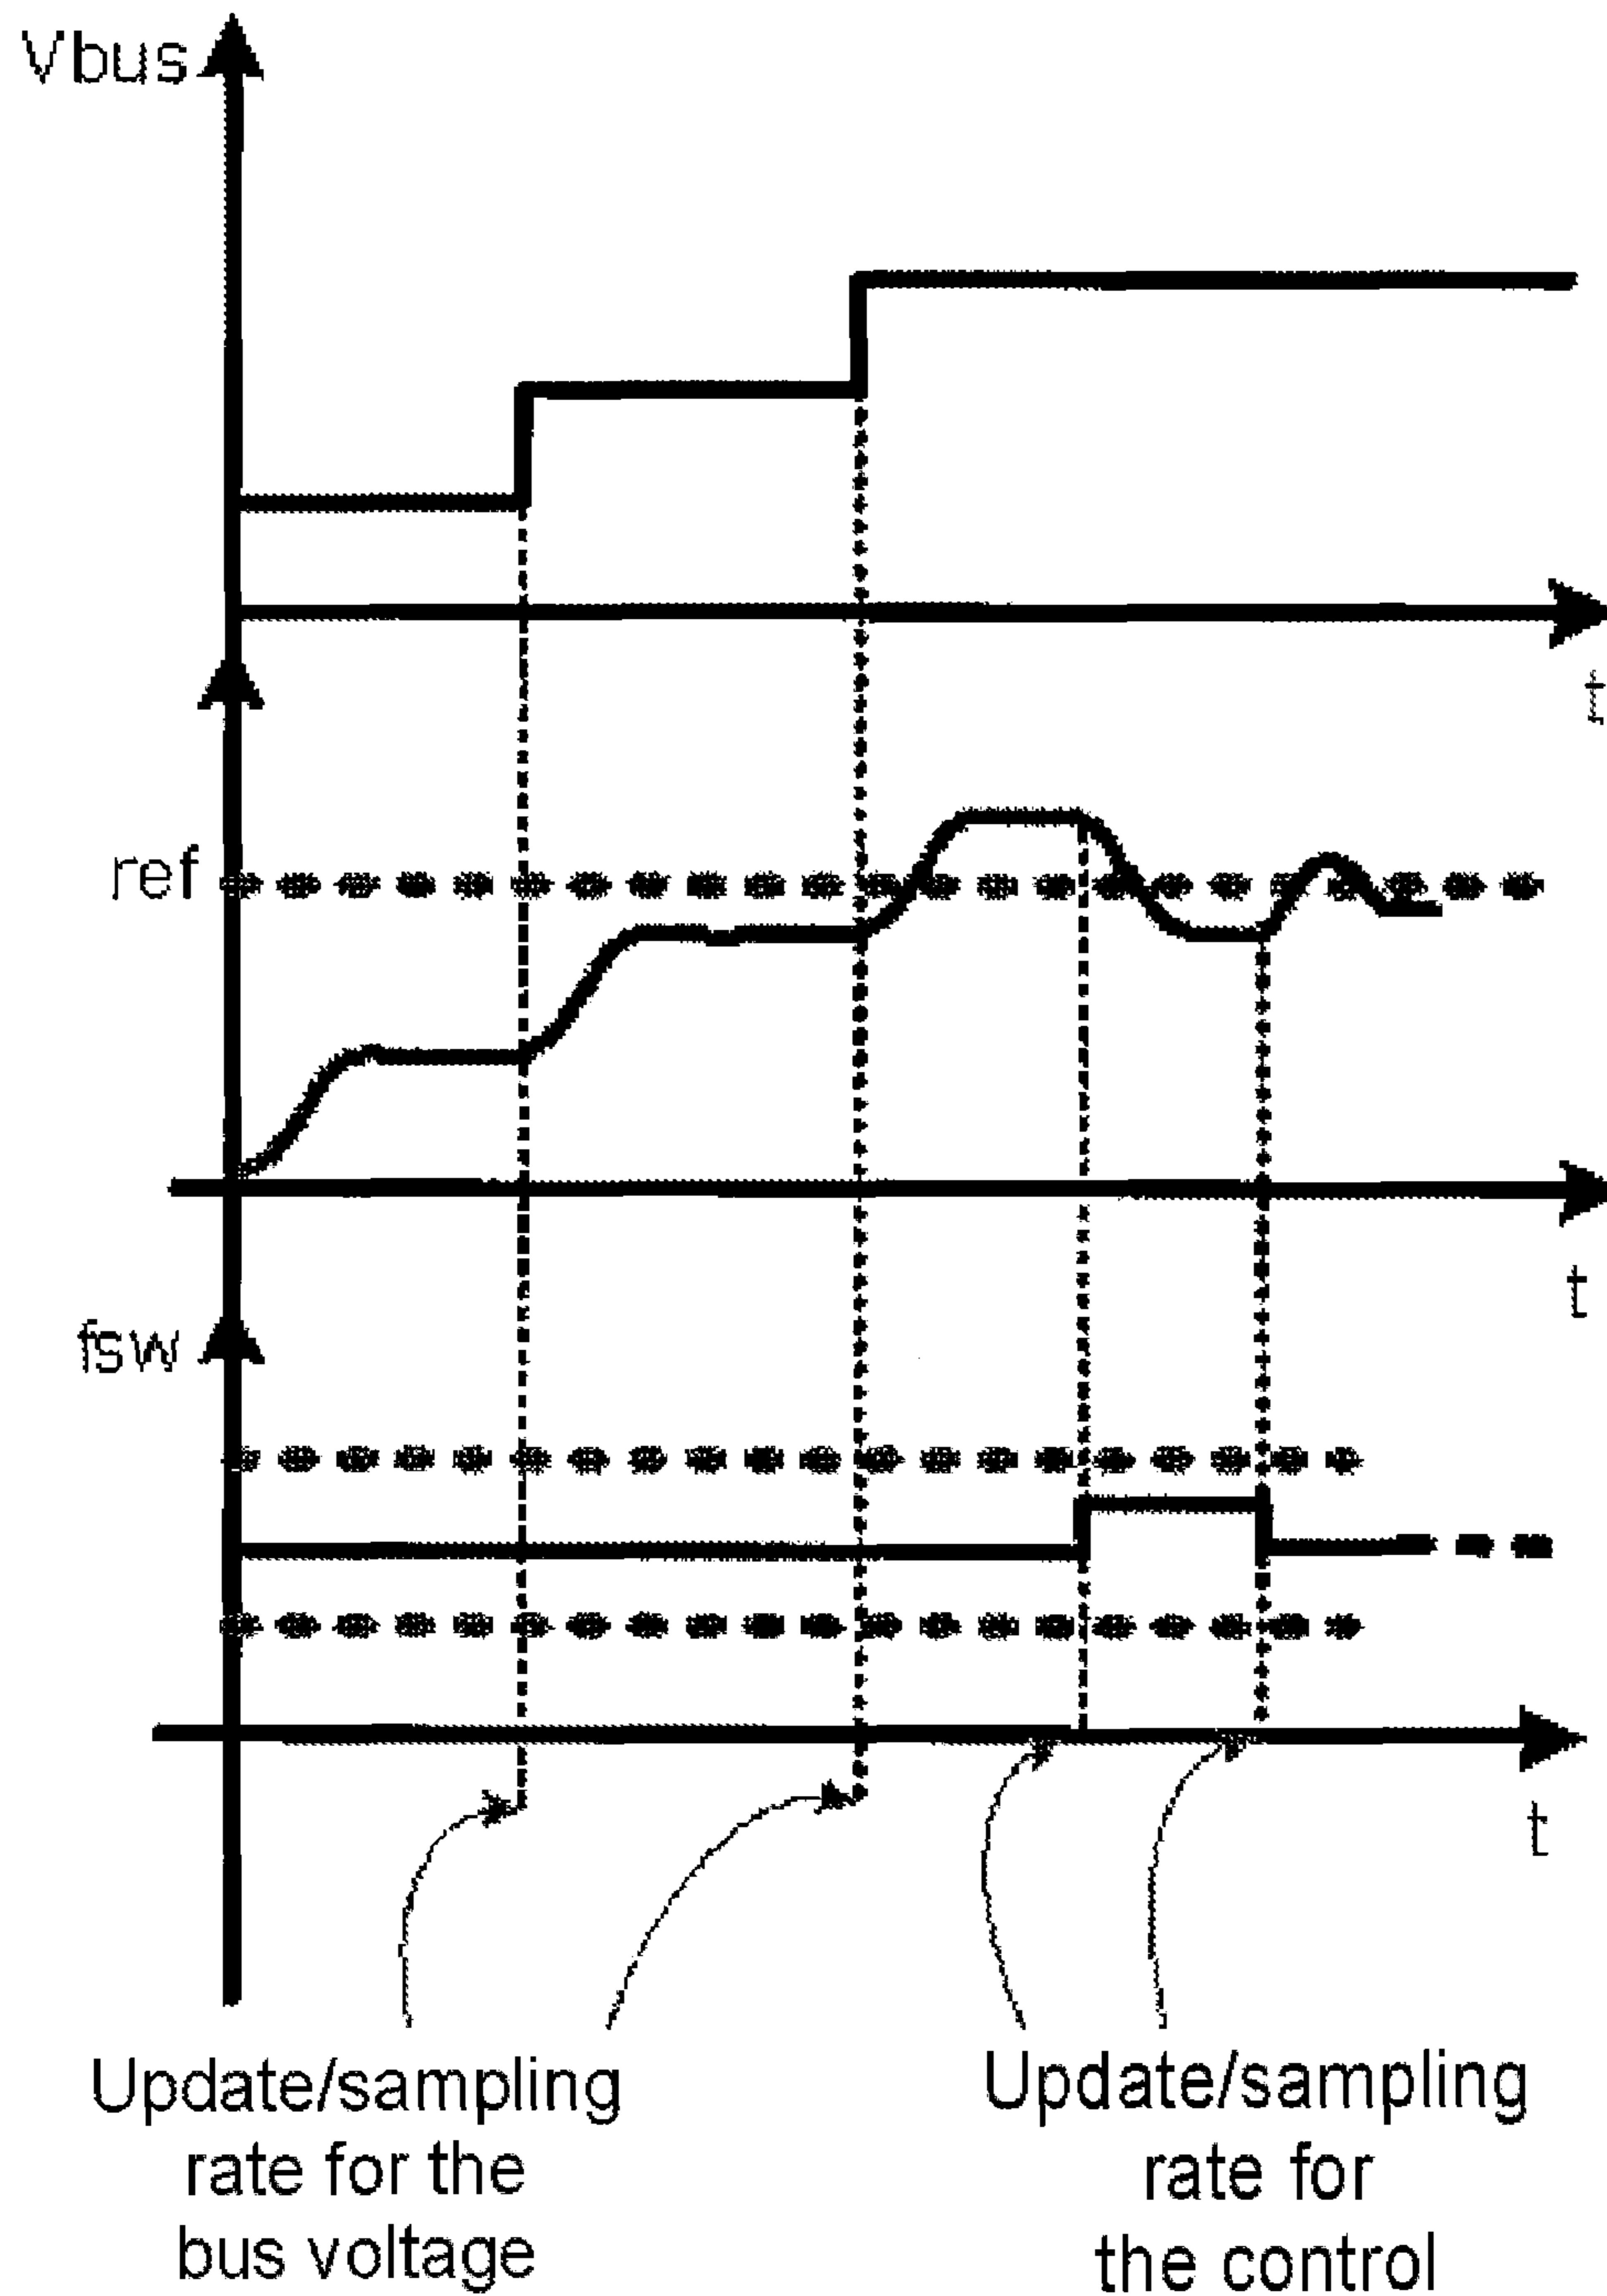 Vbus
t
ref
t
fsw
t
Update/sampling
rate for the
bus voltage
Update/sampling
rate for
the control